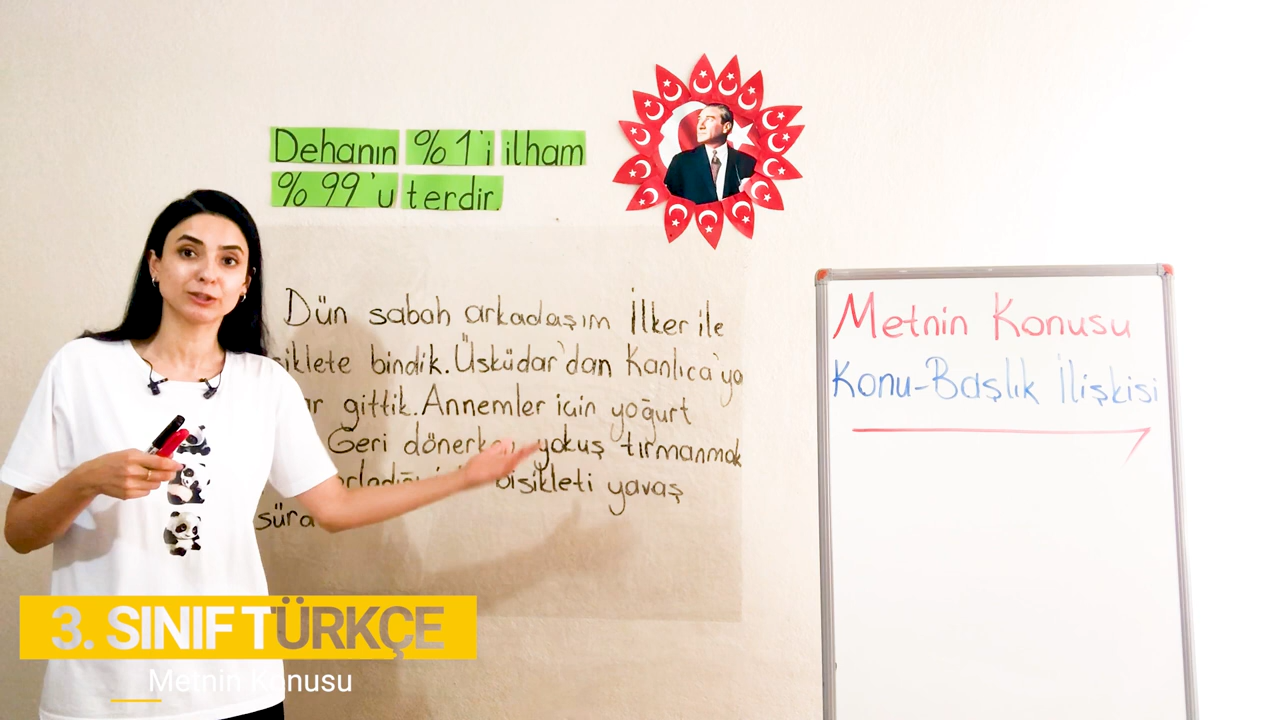 Dehanın %1'i ilham
%99'u terdir.
Dün sabah arkadaşım İlker ile
bindik. Üsküdar'dan Kanlıca'ya
gittik. Annemler için yoğurt
Geri dönerken yokuş tırmanmak
bisikleti yavaş
Metnin Konusu
Konu-Başlık İlişkisi
3. SINIF TÜRKÇE
Metnin Konusu